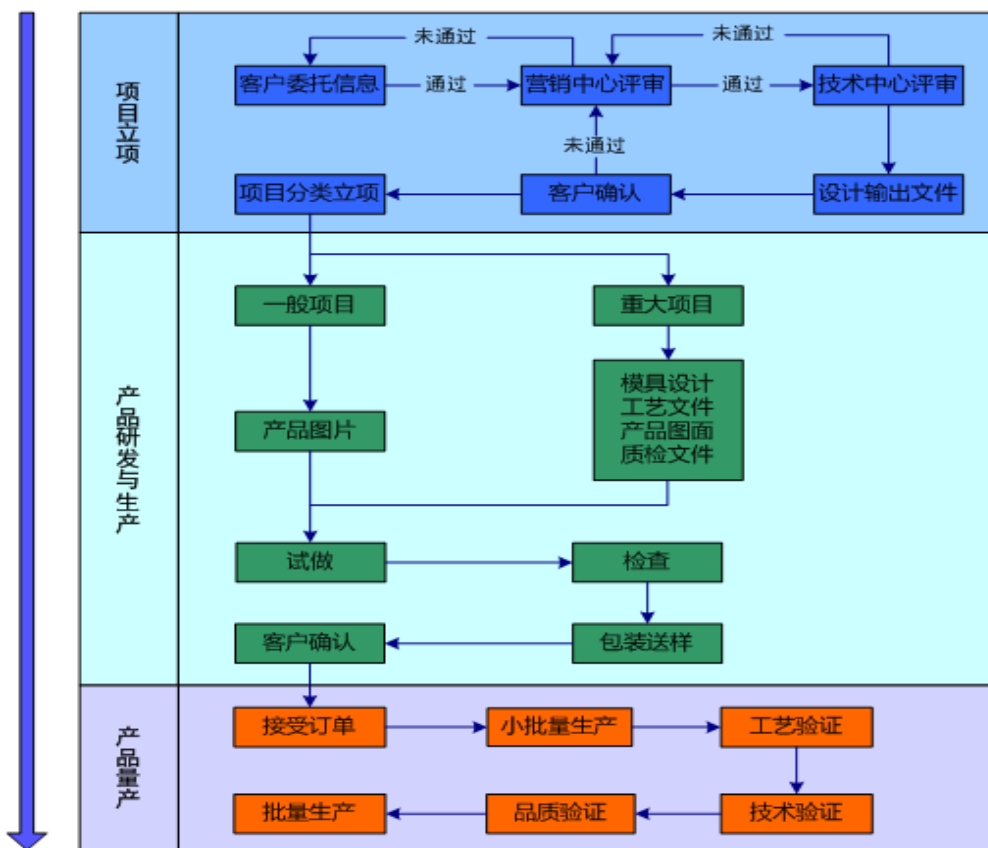 项目立项
未通过
未通过
客户委托信息
通过
营销中心评审
通过
技术中心评审
未通过
项目分类立项
客户确认
设计输出文件
产品研发与生产
一般项目
重大项目
模具设计
工艺文件
产品图面
质检文件
产品图片
试做
检查
客户确认
包装送样
产品量产
接受订单
小批量生产
工艺验证
批量生产
品质验证
技术验证